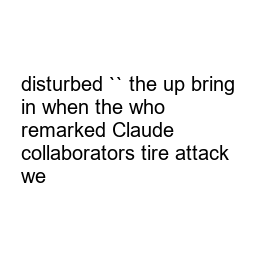 disturbed `` the up bring
in when the who
remarked Claude
collaborators tire attack
we